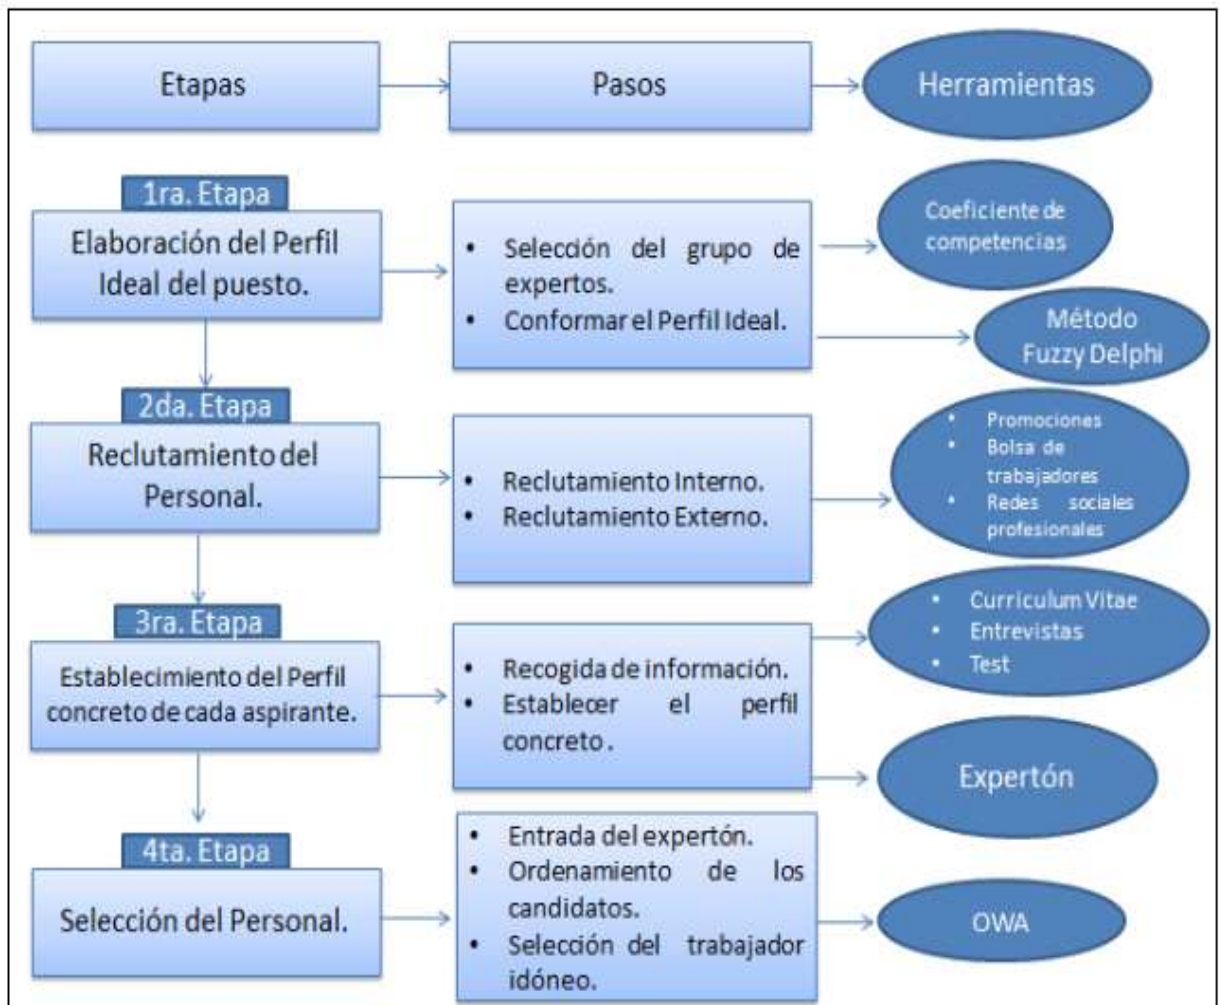 Etapas
Pasos
Herramientas
1ra. Etapa
Elaboración del Perfil
Ideal del puesto.
• Selección del grupo de
expertos.
• Conformar el Perfil Ideal.
Coeficiente de
competencias
Método
Fuzzy Delphi
2da. Etapa
Reclutamiento del
Personal.
• Reclutamiento Interno.
• Reclutamiento Externo.
• Promociones
• Bolsa de
trabajadores
• Redes sociales
profesionales
3ra. Etapa
Establecimiento del Perfil
concreto de cada aspirante.
• Recogida de información.
• Establecer el perfil
concreto .
• Curriculum Vitae
• Entrevistas
• Test
Expertón
4ta. Etapa
Selección del Personal.
• Entrada del expertón.
• Ordenamiento de los
candidatos.
• Selección del trabajador
idóneo.
OWA